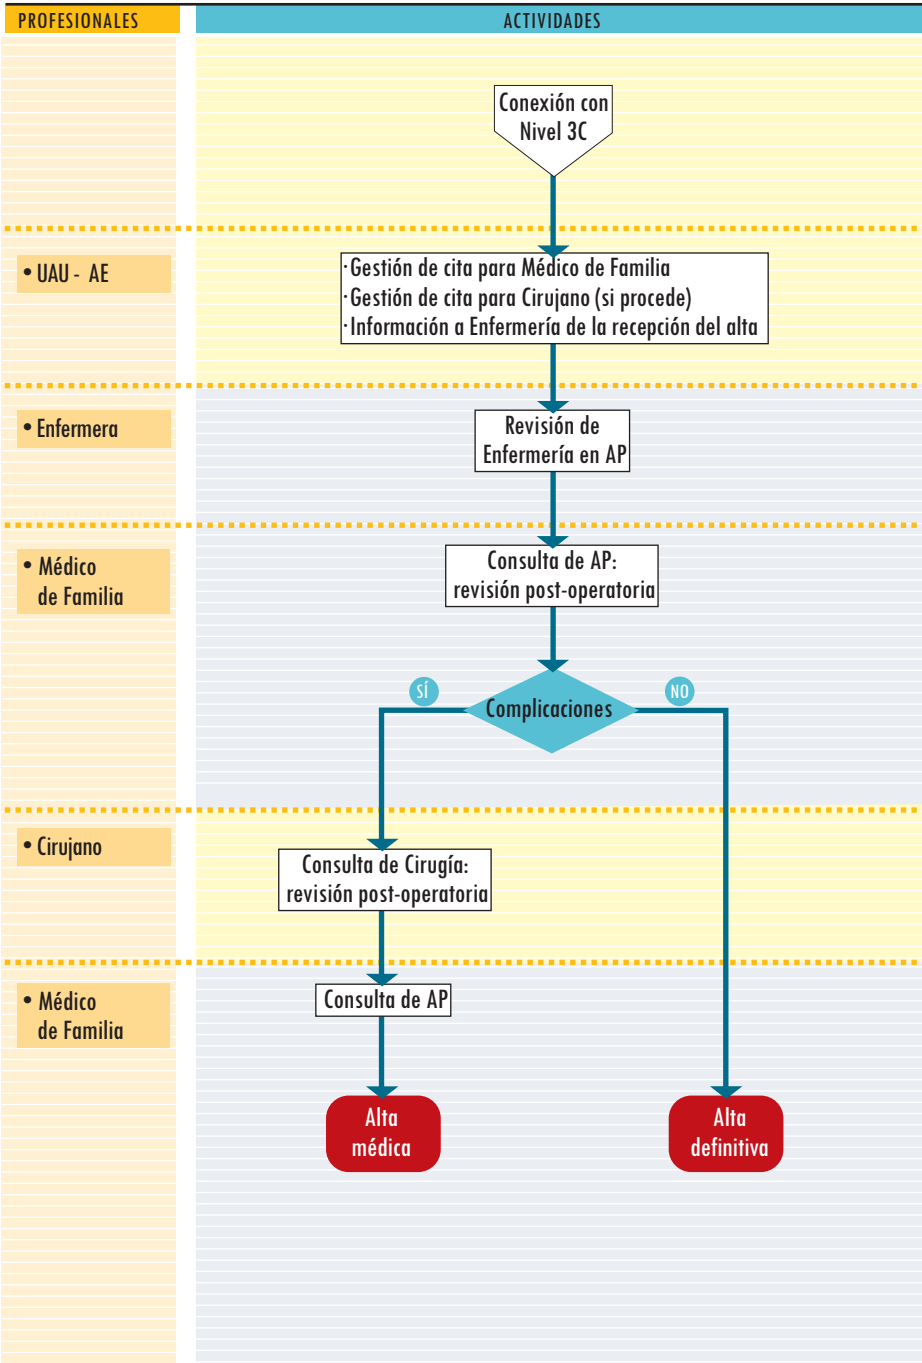 PROFESIONALES
ACTIVIDADES
Conexión con
Nivel 3C
• UAU - AE
·Gestión de cita para Médico de Familia
·Gestión de cita para Cirujano (si procede)
·Información a Enfermería de la recepción del alta
• Enfermera
Revisión de
Enfermería en AP
• Médico
de Familia
Consulta de AP:
revisión post-operatoria
SÍ
NO
Complicaciones
• Cirujano
Consulta de Cirugía:
revisión post-operatoria
• Médico
de Familia
Consulta de AP
Alta
médica
Alta
definitiva